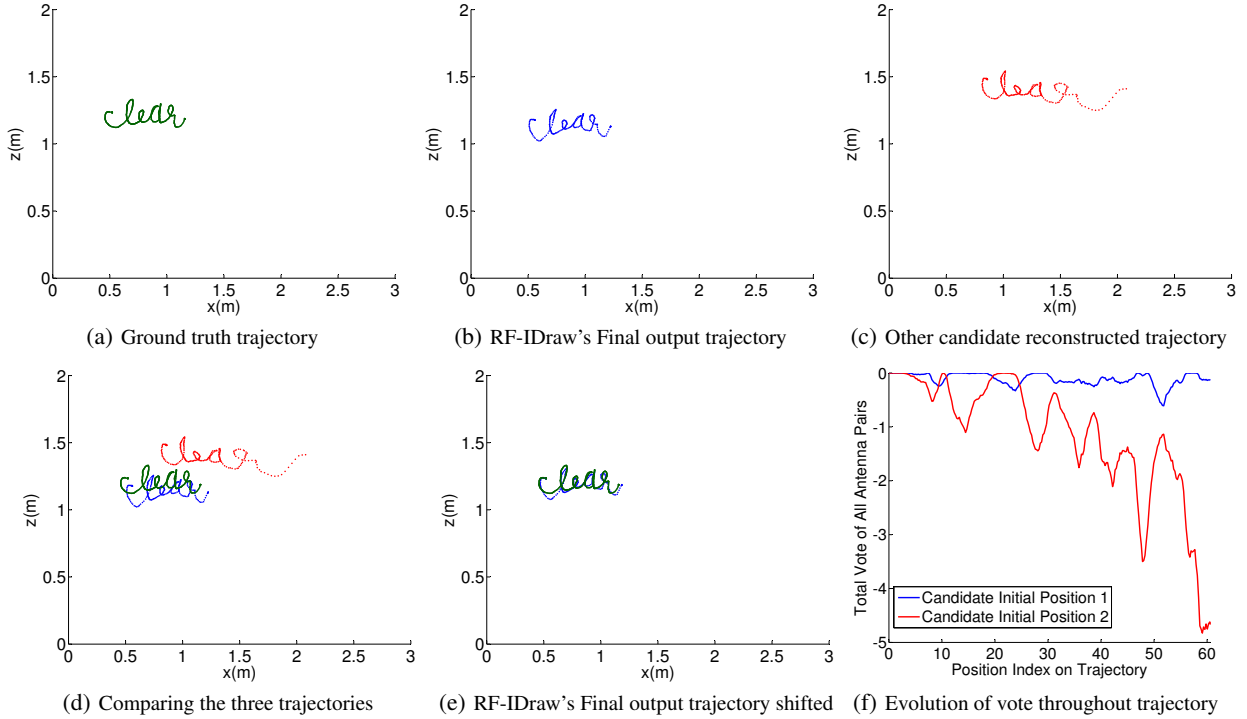 2
1.5
1
0.5
0
z(m)
clear
0 0.5 1 1.5 2 2.5 3
x(m)
(a) Ground truth trajectory
2
1.5
1
0.5
0
z(m)
clear
0 0.5 1 1.5 2 2.5 3
x(m)
(b) RF-IDraw's Final output trajectory
2
1.5
1
0.5
0
z(m)
clear
0 0.5 1 1.5 2 2.5 3
x(m)
(c) Other candidate reconstructed trajectory
2
1.5
1
0.5
0
z(m)
clear
clear
clear
0 0.5 1 1.5 2 2.5 3
x(m)
(d) Comparing the three trajectories
2
1.5
1
0.5
0
z(m)
clear
0 0.5 1 1.5 2 2.5 3
x(m)
(e) RF-IDraw's Final output trajectory shifted
0
-1
-2
-3
-4
-5
Total Vote of All Antenna Pairs
Candidate Initial Position 1
Candidate Initial Position 2
0 10 20 30 40 50 60
Position Index on Trajectory
(f) Evolution of vote throughout trajectory